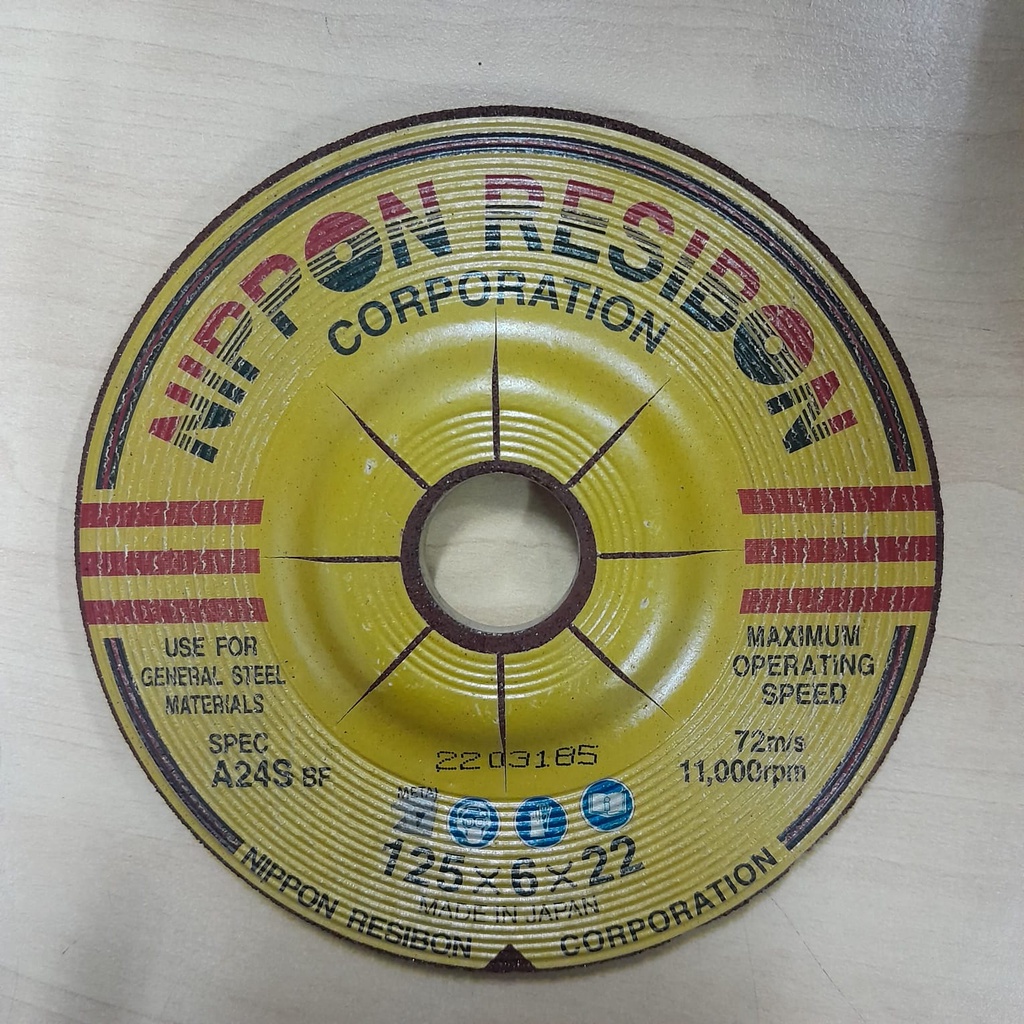 NIPPON RESIBON
CORPORATION
USE FOR
GENERAL STEEL
MATERIALS
SPEC
A24S BF
MAXIMUM
OPERATING
SPEED
72m/s
11,000rpm
2203185
METAL
125×6×22
MADE IN JAPAN
NIPPON RESIBON CORPORATION